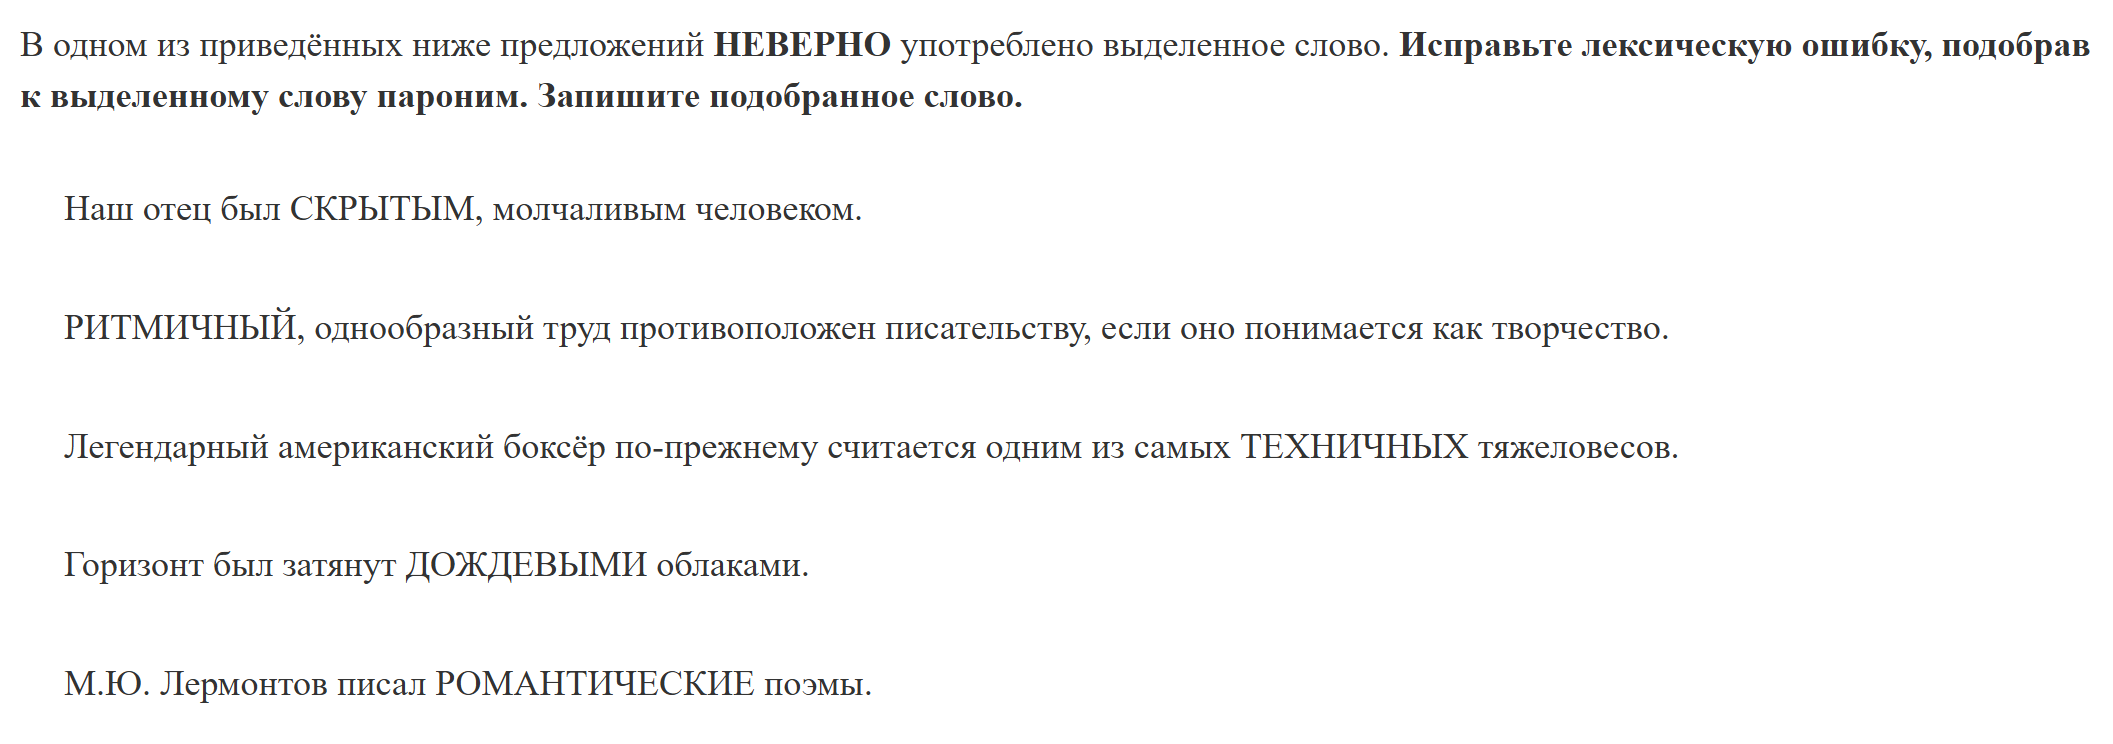 В одном из приведённых ниже предложений НЕВЕРНО употреблено выделенное слово. Исправьте лексическую ошибку, подобрав
к выделенному слову пароним. Запишите подобранное слово.
Наш отец был СКРЫТЫМ, молчаливым человеком.
РИТМИЧНЫЙ, однообразный труд противоположен писательству, если оно понимается как творчество.
Легендарный американский боксёр по-прежнему считается одним из самых ТЕХНИЧНЫХ тяжеловесов.
Горизонт был затянут ДОЖДЕВЫМИ облаками.
М.Ю. Лермонтов писал РОМАНТИЧЕСКИЕ поэмы.